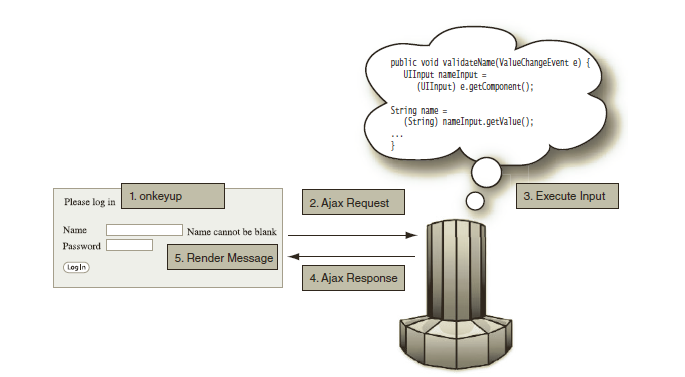 public void validateName(ValueChangeEvent e) {
UIInput nameInput =
(UIInput) e.getComponent();
String name =
(String) nameInput.getValue();
...
}
Please log in
1. onkeyup
2. Ajax Request
3. Execute Input
Name
Name cannot be blank
Password
5. Render Message
Log In
4. Ajax Response